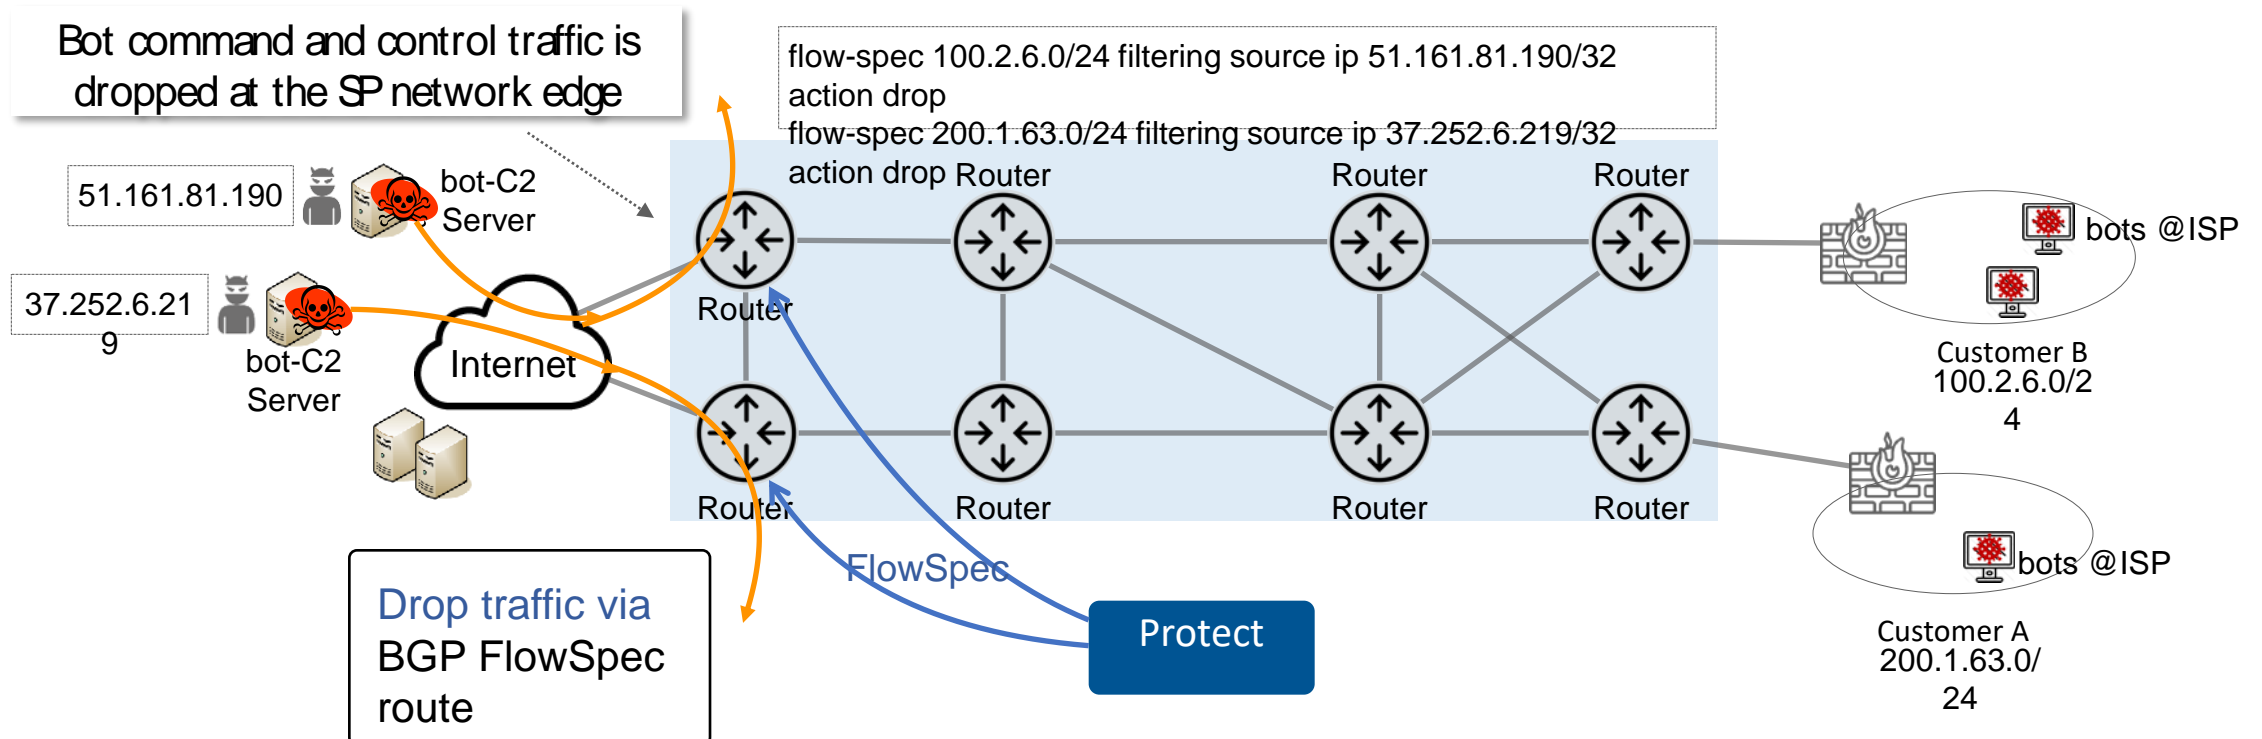 Bot command and control traffic is
dropped at the SP network edge
flow-spec 100.2.6.0/24 filtering source ip 51.161.81.190/32
action drop
flow-spec 200.1.63.0/24 filtering source ip 37.252.6.219/32
action drop
Router
Router
Router
51.161.81.190
bot-C2
Server
bots @ISP
37.252.6.21
9
bot-C2
Server
Internet
Router
Customer B
100.2.6.0/2
4
Router
Router
Router
Router
bots @ISP
FlowSpec
Drop traffic via
BGP FlowSpec
route
Protect
Customer A
200.1.63.0/
24